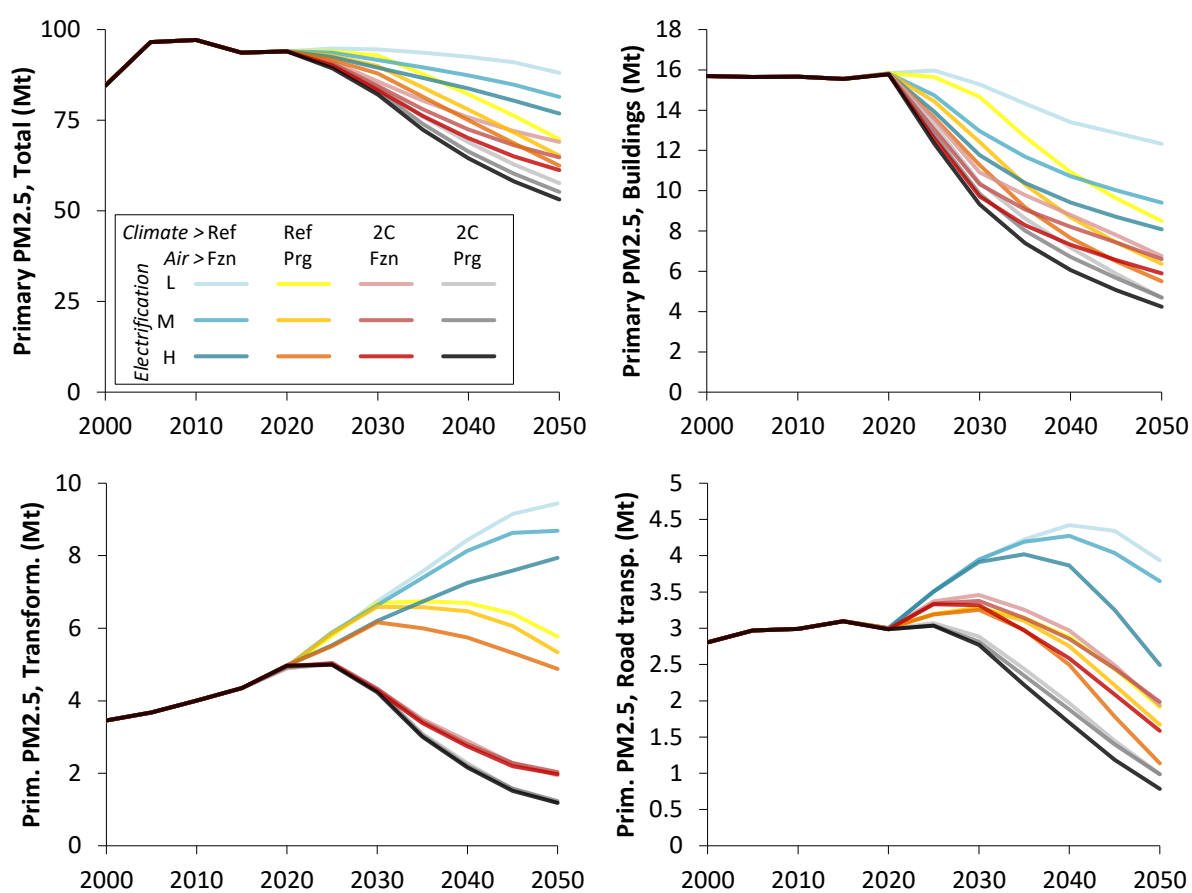 Primary PM2.5, Total (Mt)
100
75
50
25
0
2000 2010 2020 2030 2040 2050
Climate > Ref Ref 2C 2C
Air > Fzn Prg Fzn Prg
Electrification
L
M
H
Primary PM2.5, Buildings (Mt)
18
16
14
12
10
8
6
4
2
0
2000 2010 2020 2030 2040 2050
Prim. PM2.5, Transform. (Mt)
10
8
6
4
2
0
2000 2010 2020 2030 2040 2050
Prim. PM2.5, Road transp. (Mt)
5
4.5
4
3.5
3
2.5
2
1.5
1
0.5
0
2000 2010 2020 2030 2040 2050